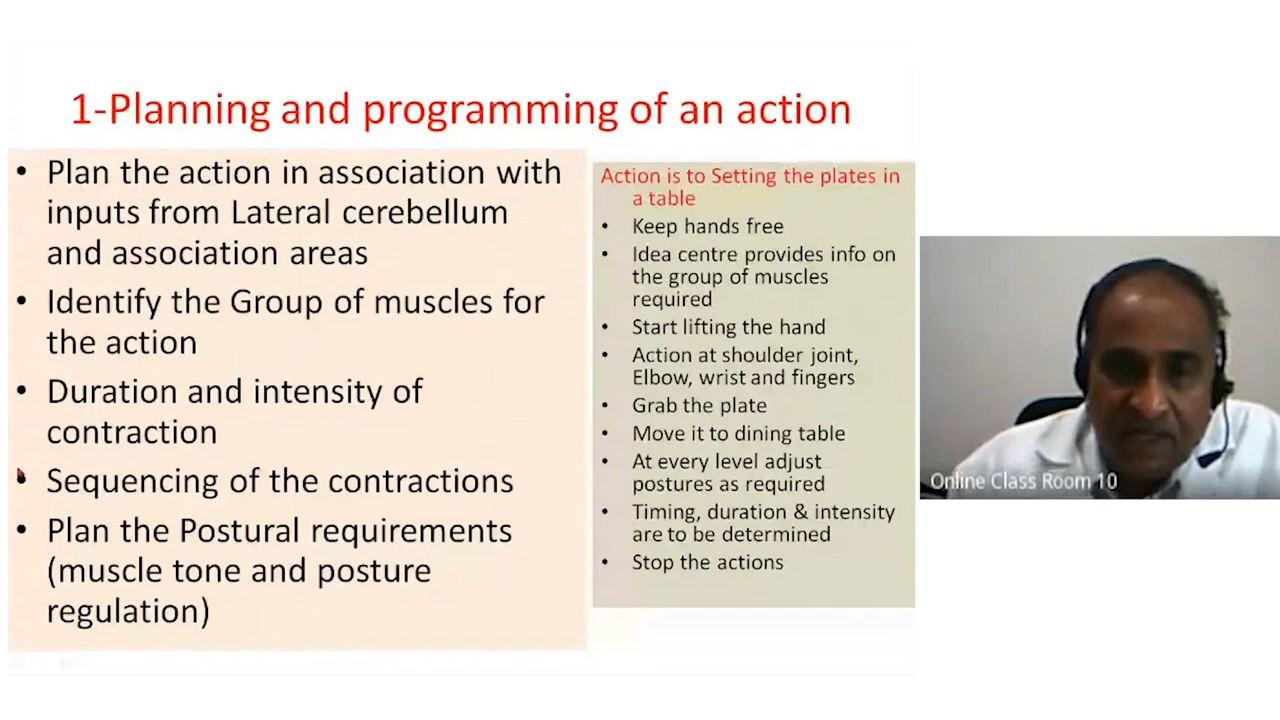 1-Planning and programming of an action
• Plan the action in association with
inputs from Lateral cerebellum
and association areas
• Identify the Group of muscles for
the action
• Duration and intensity of
contraction
• Sequencing of the contractions
• Plan the Postural requirements
(muscle tone and posture
regulation)
Action is to Setting the plates in
a table
• Keep hands free
• Idea centre provides info on
the group of muscles
required
• Start lifting the hand
• Action at shoulder joint,
Elbow, wrist and fingers
• Grab the plate
• Move it to dining table
• At every level adjust
postures as required
• Timing, duration & intensity
are to be determined
• Stop the actions
Online Class Room 10